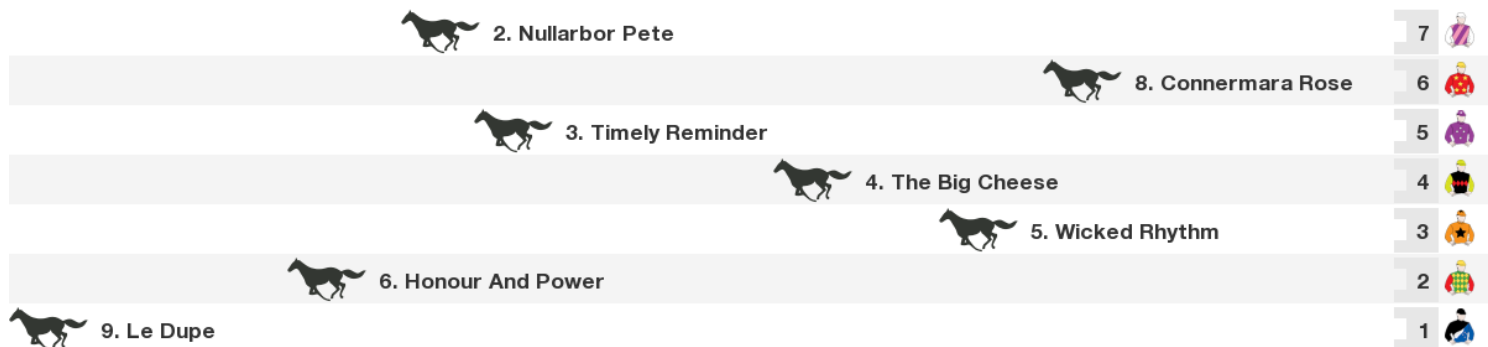 2. Nullarbor Pete 7
8. Connermara Rose 6
3. Timely Reminder 5
4. The Big Cheese 4
5. Wicked Rhythm 3
6. Honour And Power 2
9. Le Dupe 1